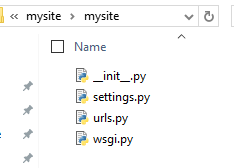 « mysite › mysite
Name
__init__.py
settings.py
urls.py
wsgi.py